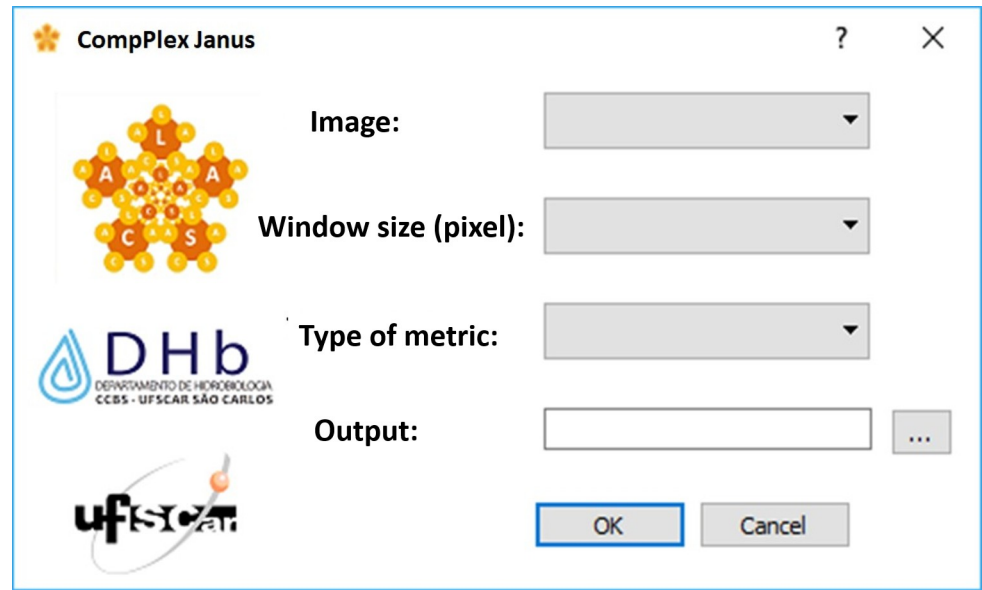 CompPlex Janus
?
Image:
L
A
A
C
S
Window size (pixel):
Type of metric:
DHb
DEPARTAMENTO DE HIDROBIOLOGIA
CCBS - UFSCAR SÃO CARLOS
Output:
...
ufscar
OK
Cancel